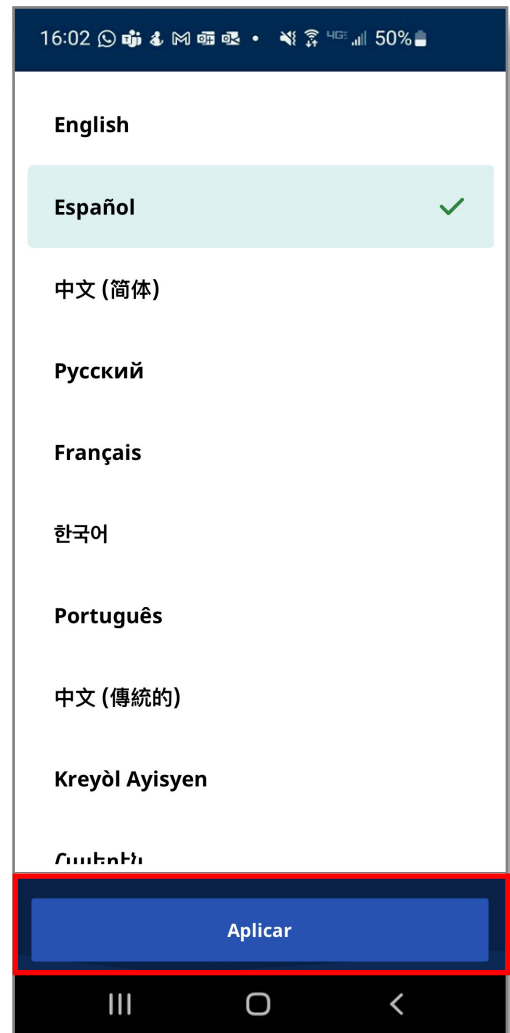 16:02 4GE 50%
English
Español
中文 (简体)
Русский
Français
한국어
Português
中文 (傳統的)
Kreyòl Ayisyen
Aplicar